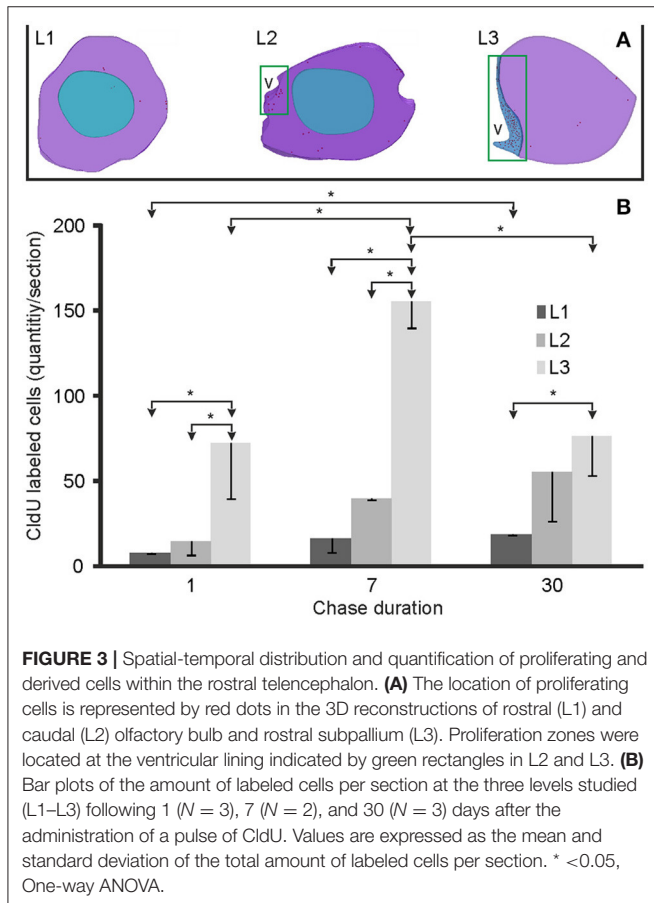 L1
L2
L3
A
V
V
B
*
*
*
*
*
*
*
*
CldU labeled cells (quantitiy/section)
200
150
100
50
0
L1
L2
L3
1
7
30
Chase duration
FIGURE 3 | Spatial-temporal distribution and quantification of proliferating and
derived cells within the rostral telencephalon. (A) The location of proliferating
cells is represented by red dots in the 3D reconstructions of rostral (L1) and
caudal (L2) olfactory bulb and rostral subpallium (L3). Proliferation zones were
located at the ventricular lining indicated by green rectangles in L2 and L3. (B)
Bar plots of the amount of labeled cells per section at the three levels studied
(L1–L3) following 1 (N = 3), 7 (N = 2), and 30 (N = 3) days after the
administration of a pulse of CldU. Values are expressed as the mean and
standard deviation of the total amount of labeled cells per section. * <0.05,
One-way ANOVA.